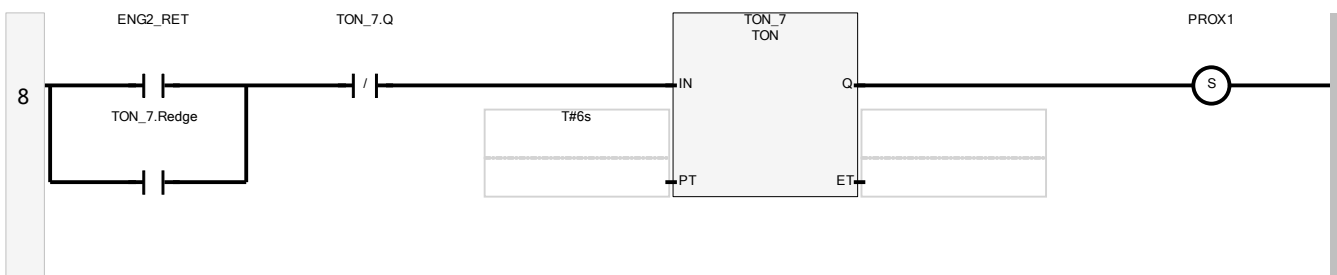 ENG2_RET
TON_7.Q
TON_7
TON
PROX1
8
/
IN
Q
S
TON_7.Redge
T#6s
PT
ET